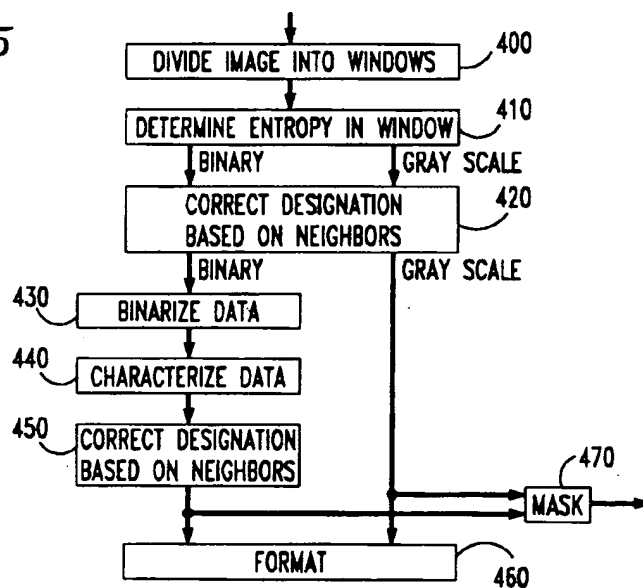 5
400
DIVIDE IMAGE INTO WINDOWS
410
DETERMINE ENTROPY IN WINDOW
BINARY GRAY SCALE
420
CORRECT DESIGNATION
BASED ON NEIGHBORS
BINARY GRAY SCALE
430
BINARIZE DATA
440
CHARACTERIZE DATA
450
CORRECT DESIGNATION
BASED ON NEIGHBORS
470
MASK
FORMAT
460